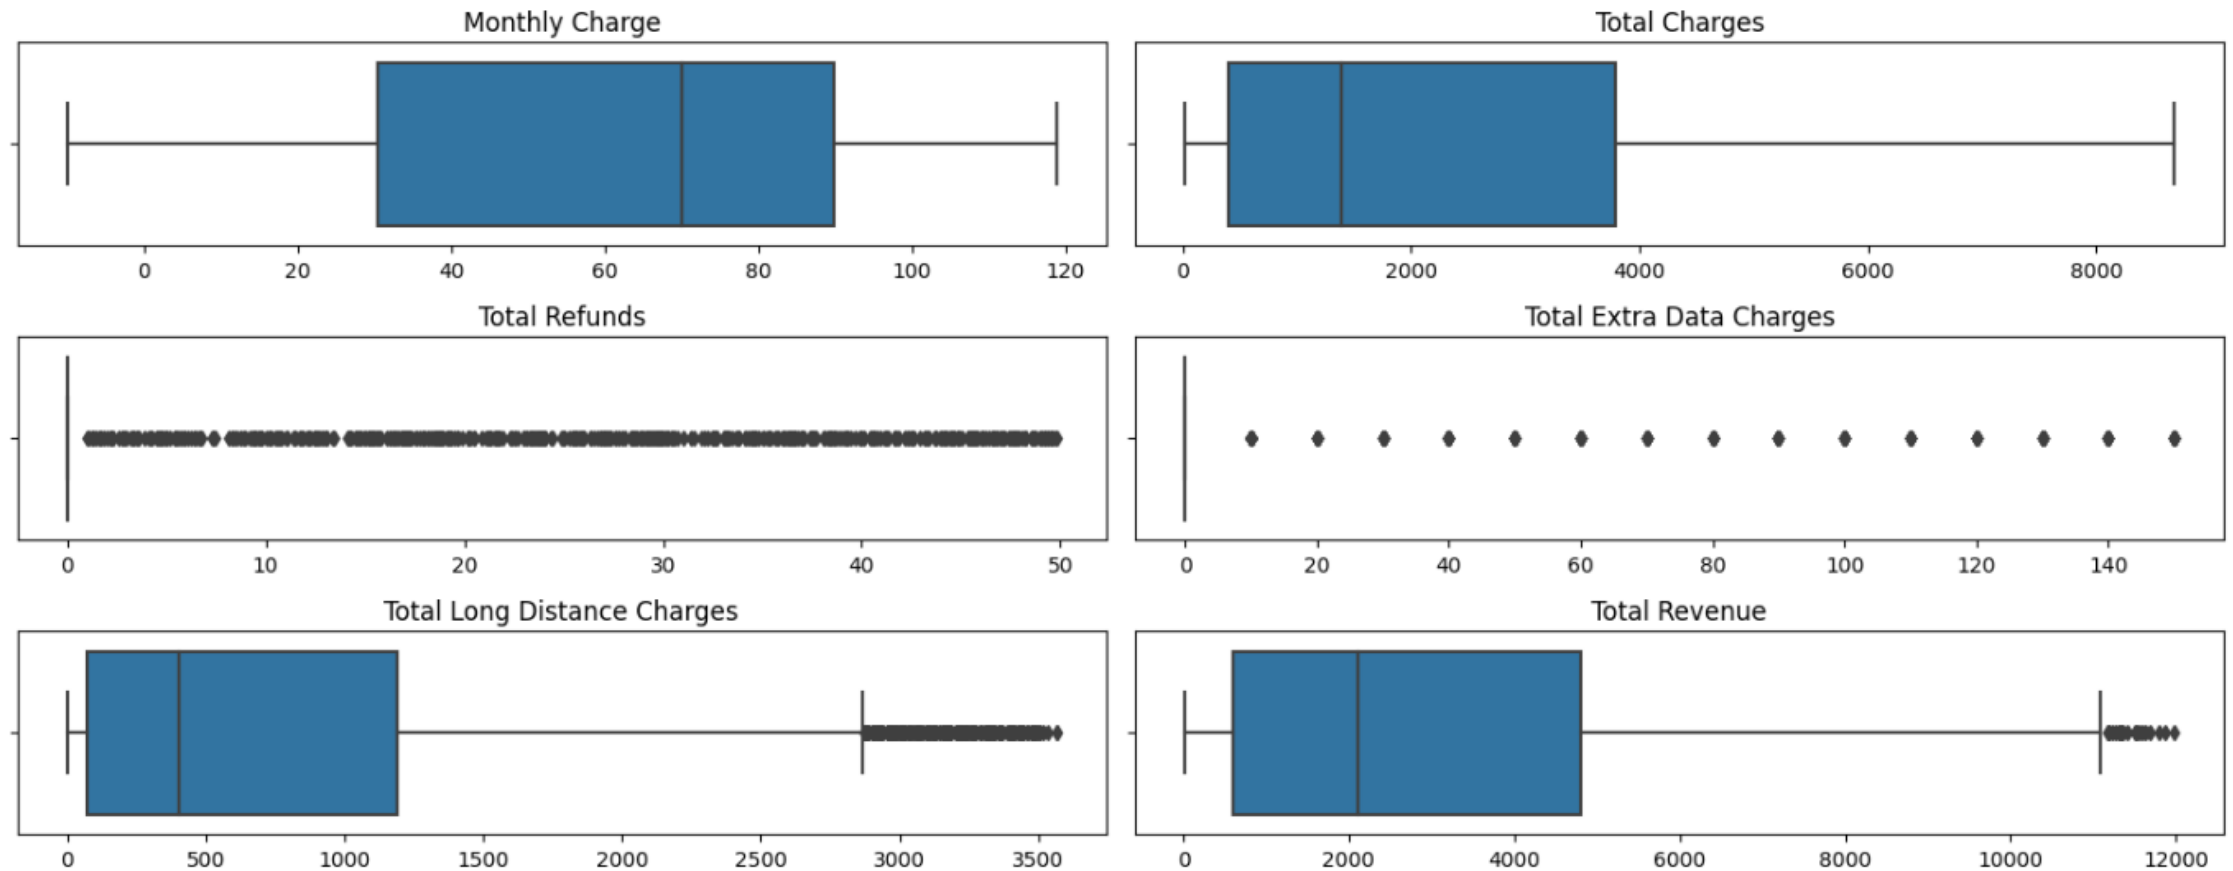 Monthly Charge
0 20 40 60 80 100 120
Total Charges
0 2000 4000 6000 8000
Total Refunds
0 10 20 30 40 50
Total Extra Data Charges
0 20 40 60 80 100 120 140
Total Long Distance Charges
0 500 1000 1500 2000 2500 3000 3500
Total Revenue
0 2000 4000 6000 8000 10000 12000